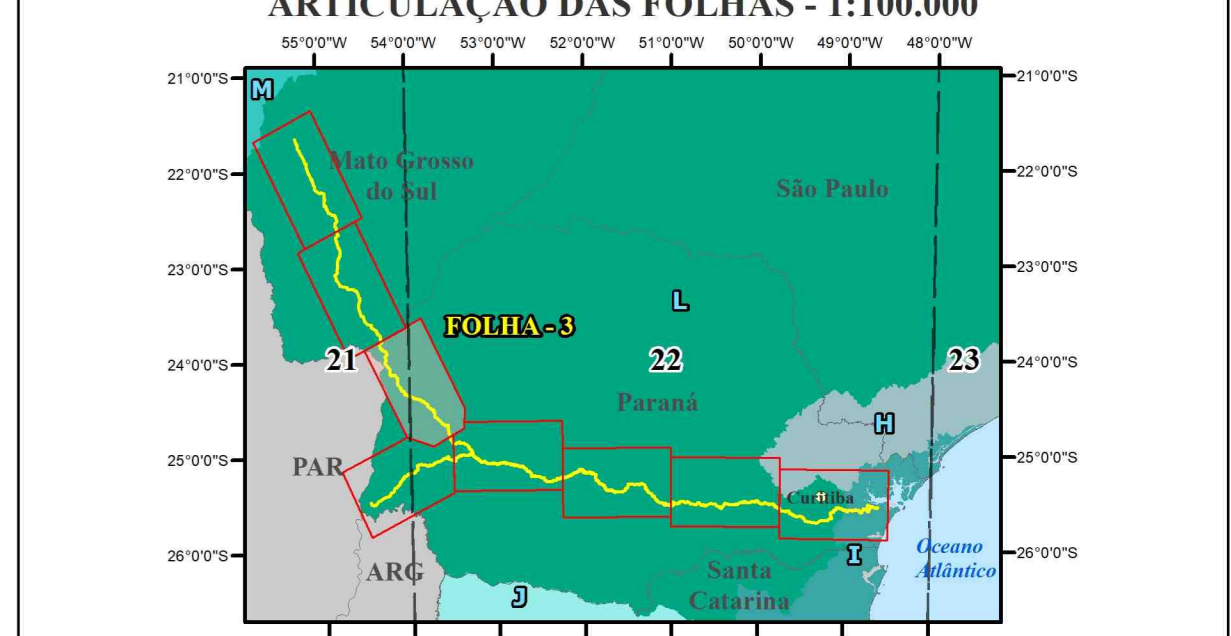 ARTICULAÇÃO DAS FOLHAS - 1:100.000
55°0'0"W 54°0'0"W 53°0'0"W 52°0'0"W 51°0'0"W 50°0'0"W 49°0'0"W 48°0'0"W
21°0'0"S 21°0'0"S
M
Mato Grosso
do Sul
São Paulo
22°0'0"S 22°0'0"S
23°0'0"S 23°0'0"S
L
FOLHA - 3
21 22 23
24°0'0"S 24°0'0"S
Paraná
H
PAR
25°0'0"S 25°0'0"S
Curitiba
I
Oceano
Atlântico
26°0'0"S 26°0'0"S
ARG
J
Santa
Catarina